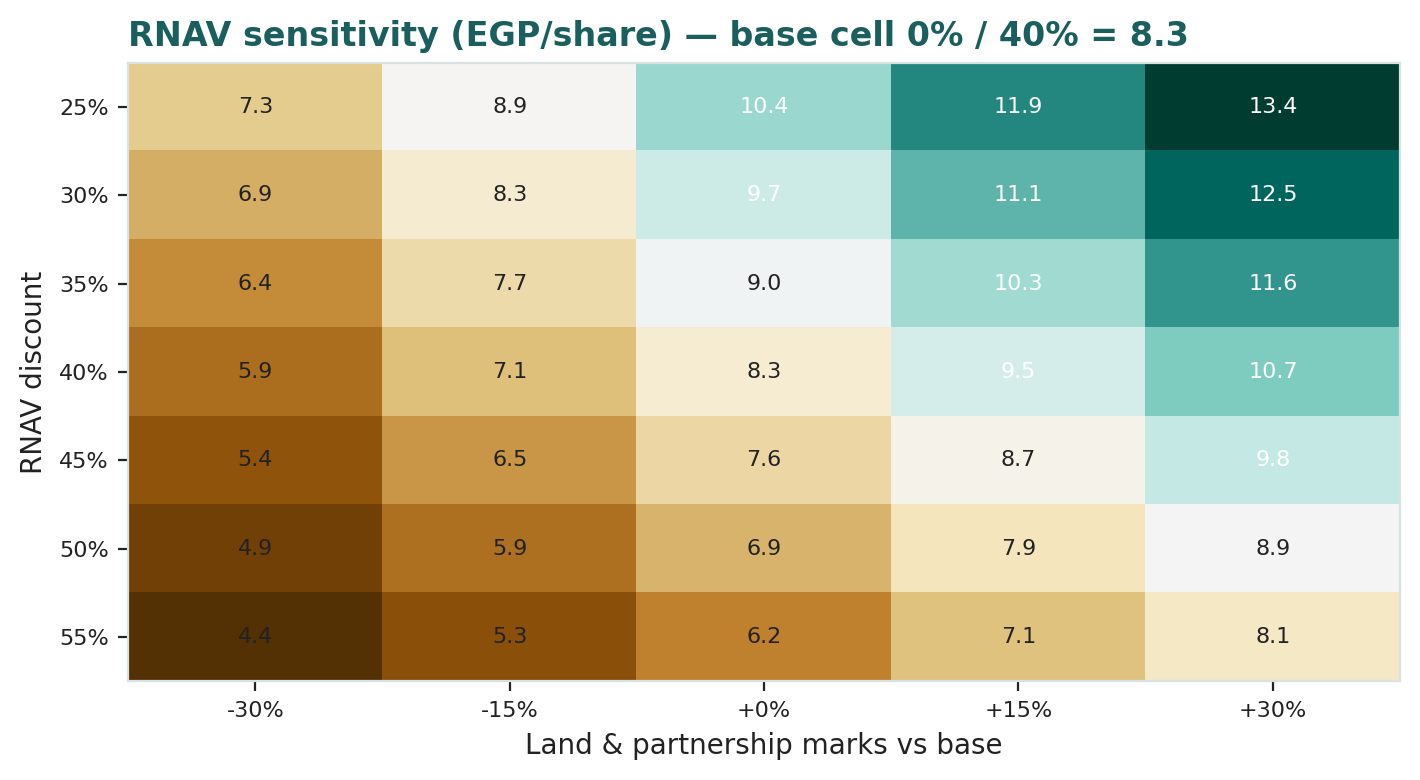 RNAV sensitivity (EGP/share) — base cell 0% / 40% = 8.3
RNAV discount
25% 7.3 8.9 10.4 11.9 13.4
30% 6.9 8.3 9.7 11.1 12.5
35% 6.4 7.7 9.0 10.3 11.6
40% 5.9 7.1 8.3 9.5 10.7
45% 5.4 6.5 7.6 8.7 9.8
50% 4.9 5.9 6.9 7.9 8.9
55% 4.4 5.3 6.2 7.1 8.1
-30% -15% +0% +15% +30%
Land & partnership marks vs base